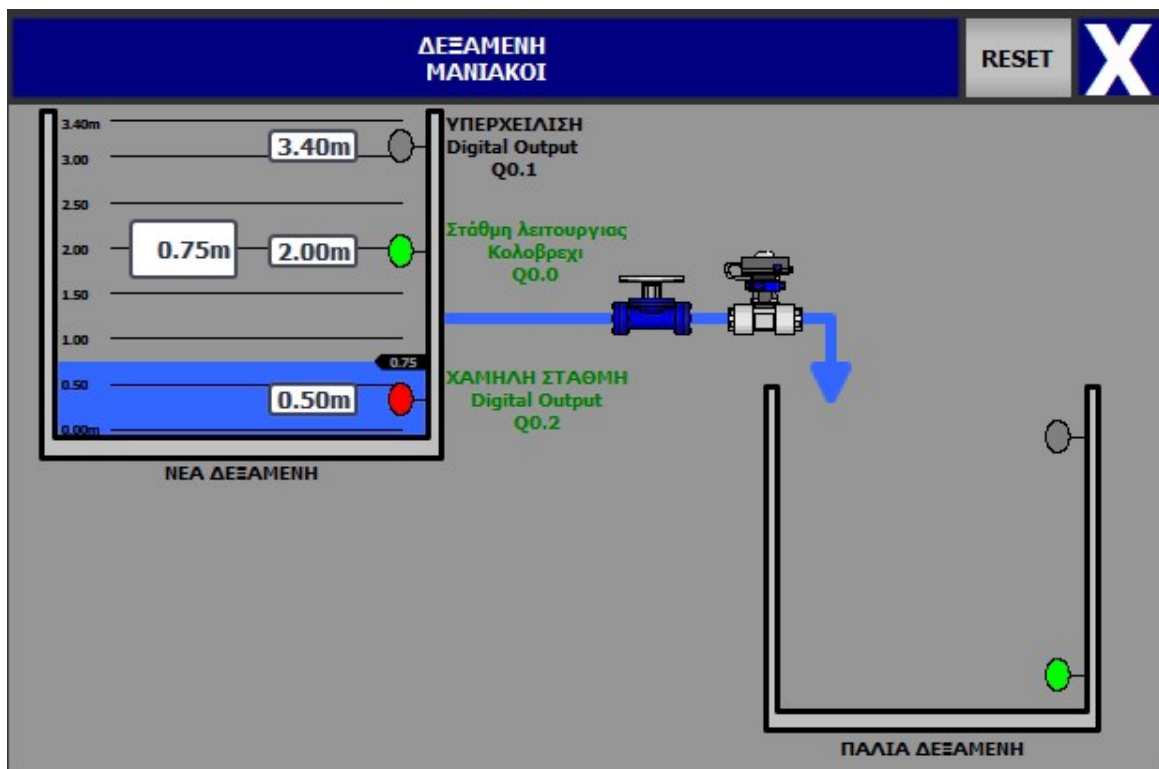 ΔΕΞΑΜΕΝΗ
ΜΑΝΙΑΚΟΙ
RESET
X
3.40m
3.00
2.50
2.00
1.50
1.00
0.50
0.00m
3.40m
0.75m
2.00m
0.75
0.50m
ΥΠΕΡΧΕΙΛΙΣΗ
Digital Output
Q0.1
Στάθμη λειτουργιας
Κολοβρεχι
Q0.0
ΧΑΜΗΛΗ ΣΤΑΘΜΗ
Digital Output
Q0.2
ΝΕΑ ΔΕΞΑΜΕΝΗ
ΠΑΛΙΑ ΔΕΞΑΜΕΝΗ